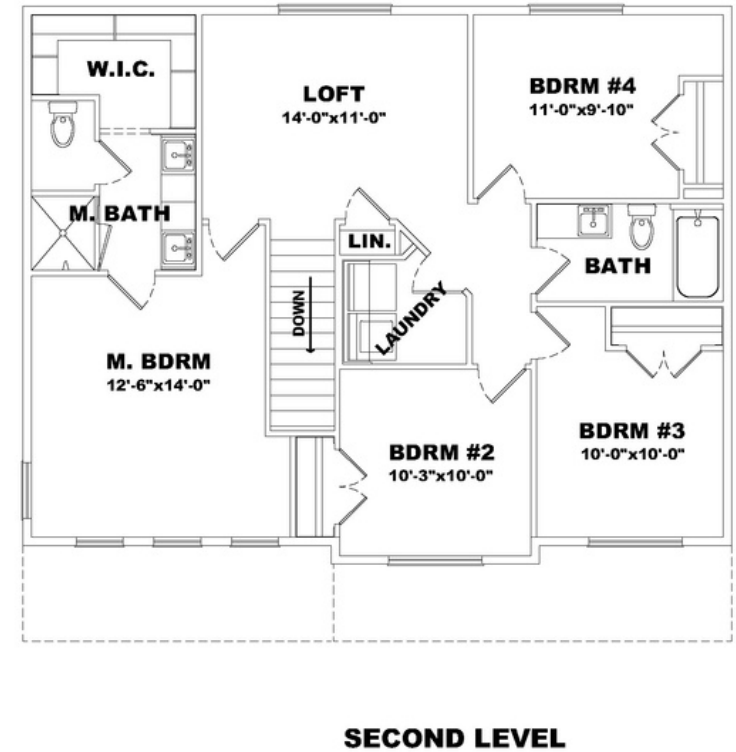 W.I.C.
LOFT
14'-0"x11'-0"
BDRM #4
11'-0"x9'-10"
M. BATH
LIN.
BATH
LAUNDRY
DOWN
M. BDRM
12'-6"x14'-0"
BDRM #2
10'-3"x10'-0"
BDRM #3
10'-0"x10'-0"
SECOND LEVEL